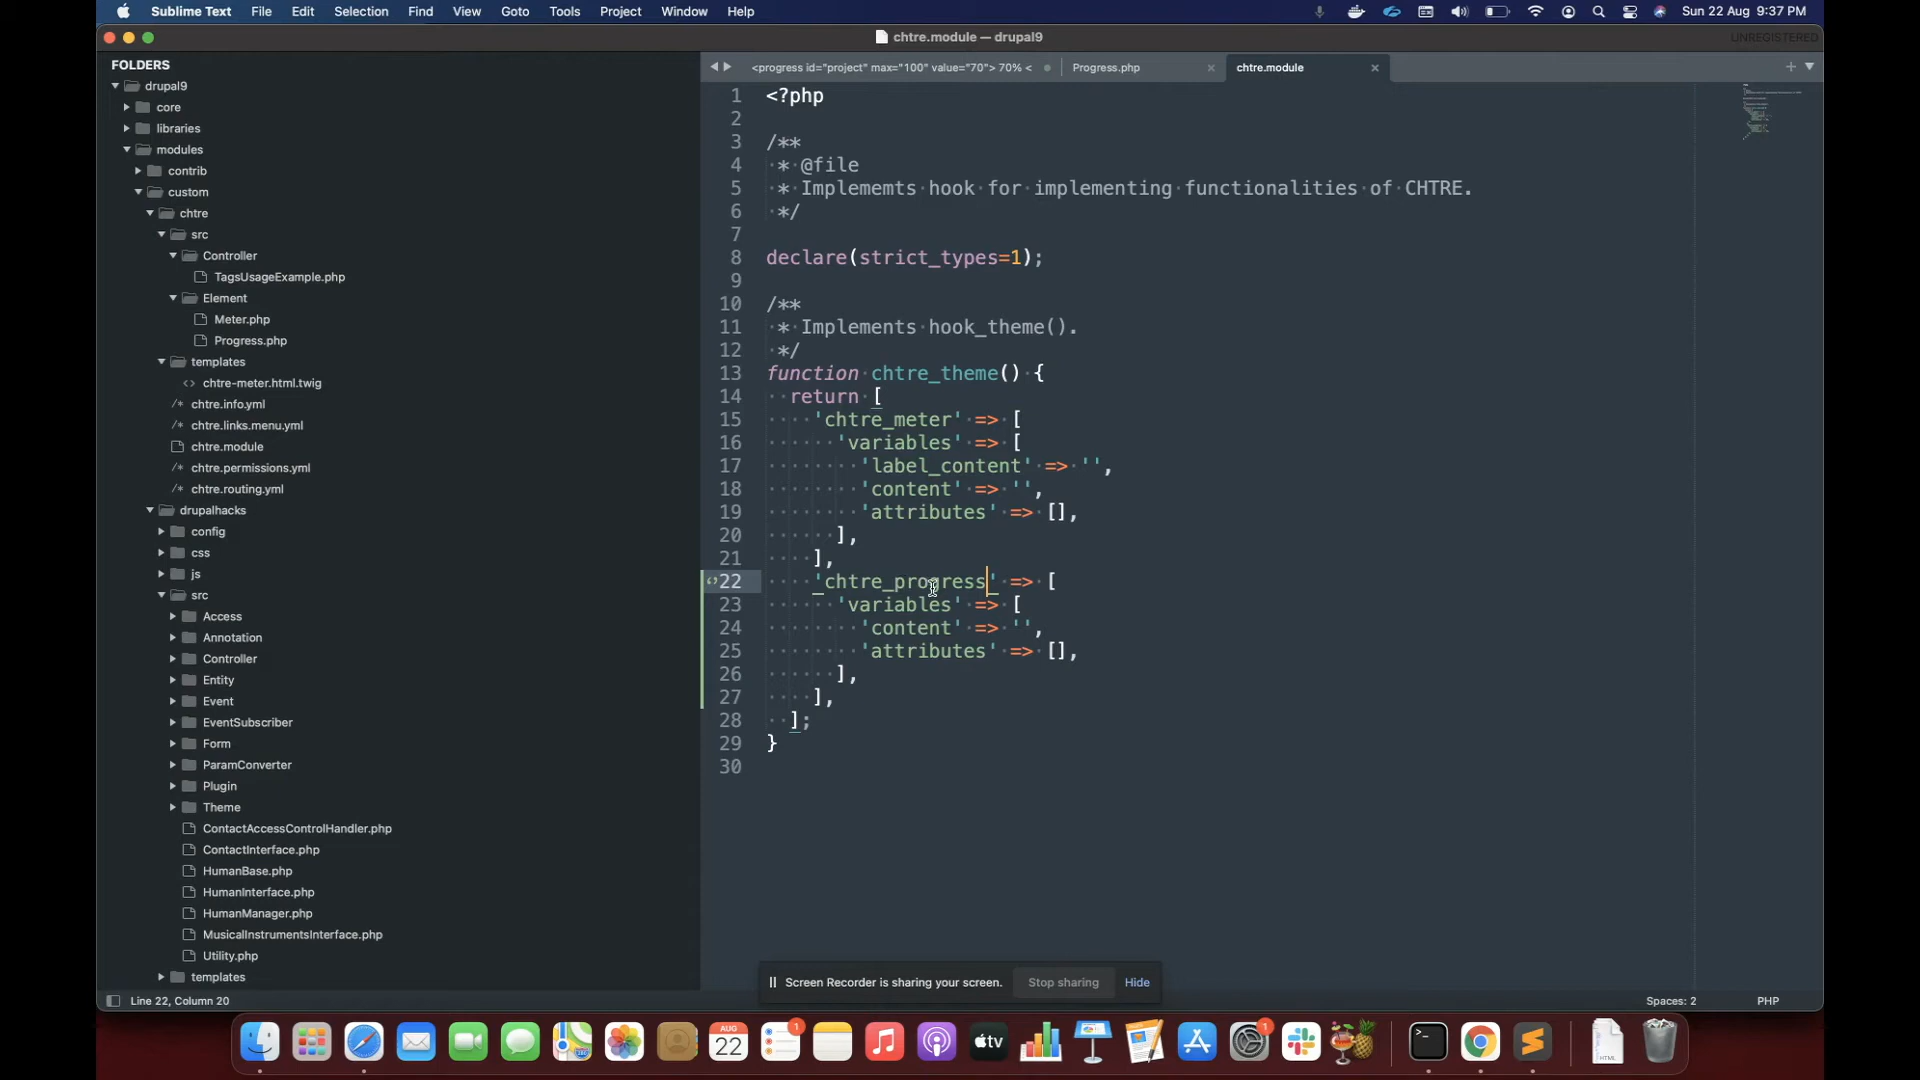 Sublime Text File Edit Selection Find View Goto Tools Project Window Help Sun 22 Aug 9:37 PM
chtre.module — drupal9 UNREGISTERED
FOLDERS
drupal9
core
libraries
modules
contrib
custom
chtre
src
Controller
TagsUsageExample.php
Element
Meter.php
Progress.php
templates
<> chtre-meter.html.twig
/* chtre.info.yml
/* chtre.links.menu.yml
chtre.module
/* chtre.permissions.yml
/* chtre.routing.yml
drupalhacks
config
css
js
src
Access
Annotation
Controller
Entity
Event
EventSubscriber
Form
ParamConverter
Plugin
Theme
ContactAccessControlHandler.php
ContactInterface.php
HumanBase.php
HumanInterface.php
HumanManager.php
MusicalInstrumentsInterface.php
Utility.php
templates
<progress id="project" max="100" value="70"> 70% < Progress.php chtre.module
1 <?php
2
3 /**
4 * @file
5 * Implememts hook for implementing functionalities of CHTRE.
6 */
7
8 declare(strict_types=1);
9
10 /**
11 * Implements hook_theme().
12 */
13 function chtre_theme() {
14 return [
15 'chtre_meter' => [
16 'variables' => [
17 'label_content' => '',
18 'content' => '',
19 'attributes' => [],
20 ],
21 ],
22 'chtre_progress' => [
23 'variables' => [
24 'content' => '',
25 'attributes' => [],
26 ],
27 ],
28 ];
29 }
30
Screen Recorder is sharing your screen. Stop sharing Hide
Line 22, Column 20 Spaces: 2 PHP
AUG
22
1
tv
1
HTML